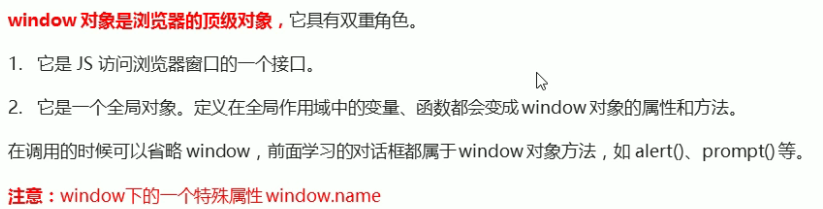 window 对象是浏览器的顶级对象，它具有双重角色。
1. 它是 JS 访问浏览器窗口的一个接口。
2. 它是一个全局对象。定义在全局作用域中的变量、函数都会变成 window 对象的属性和方法。
在调用的时候可以省略 window，前面学习的对话框都属于 window 对象方法，如 alert()、prompt() 等。
注意：window下的一个特殊属性 window.name